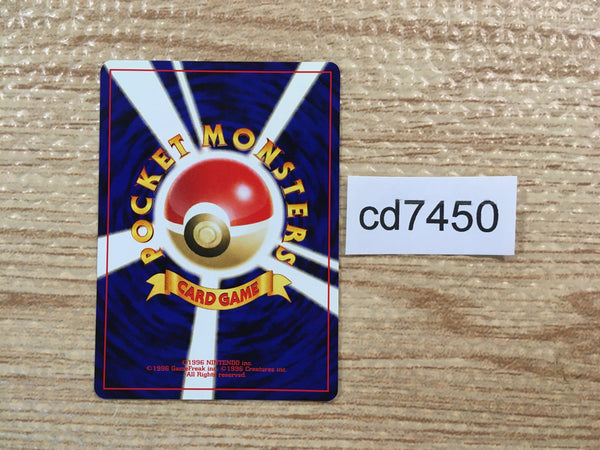 POCKET MONSTERS
CARD GAME
©1996 NINTENDO inc.
©1996 GameFreak inc. ©1996 Creatures inc.
All Rights reserved.
cd7450